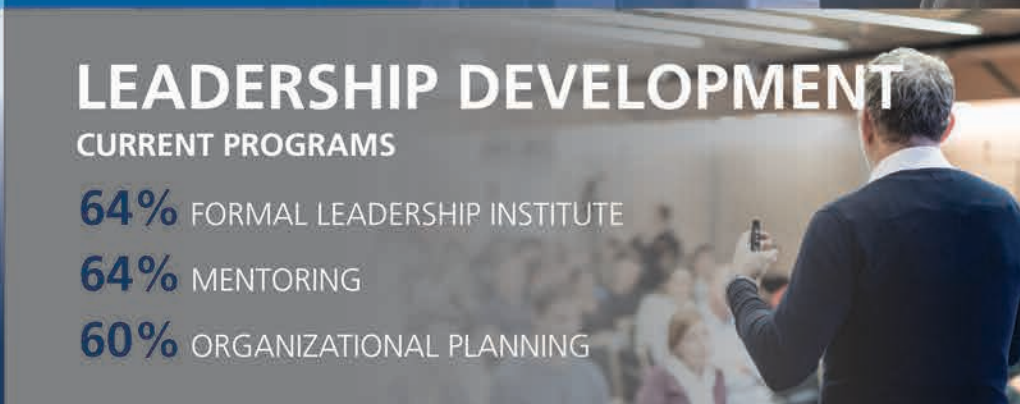 LEADERSHIP DEVELOPMENT
CURRENT PROGRAMS
64% FORMAL LEADERSHIP INSTITUTE
64% MENTORING
60% ORGANIZATIONAL PLANNING